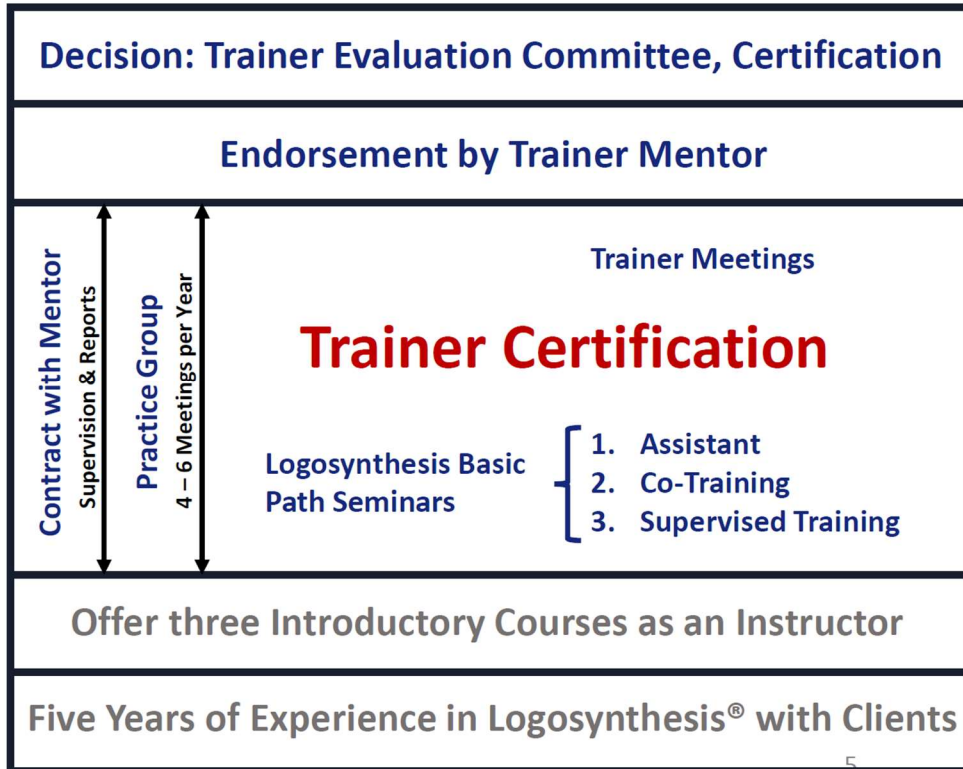 Decision: Trainer Evaluation Committee, Certification
Endorsement by Trainer Mentor
Contract with Mentor
Supervision & Reports
Practice Group
4 – 6 Meetings per Year
Trainer Meetings
Trainer Certification
Logosynthesis Basic
Path Seminars
1. Assistant
2. Co-Training
3. Supervised Training
Offer three Introductory Courses as an Instructor
Five Years of Experience in Logosynthesis® with Clients
5